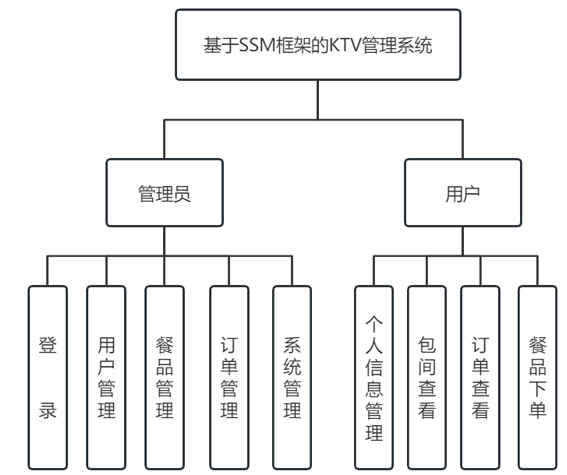 基于SSM框架的KTV管理系统
管理员
用户
登录
用户管理
餐品管理
订单管理
系统管理
个人信息管理
包间查看
订单查看
餐品下单